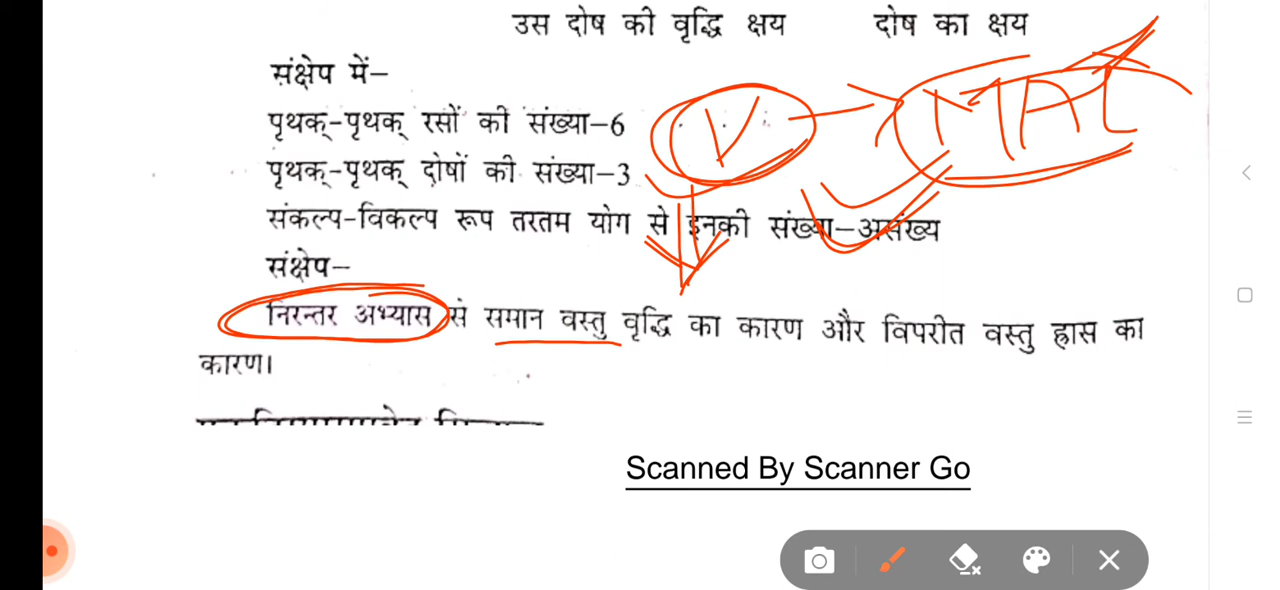 उस दोष की वृद्धि क्षय दोष का क्षय
संक्षेप में–
पृथक्-पृथक् रसों की संख्या–6
पृथक्-पृथक् दोषों की संख्या–3
V
संकल्प-विकल्प रूप तरतम योग से इनकी संख्या–असंख्य
संक्षेप–
निरन्तर अभ्यास से समान वस्तु वृद्धि का कारण और विपरीत वस्तु ह्रास का
कारण।
Scanned By Scanner Go